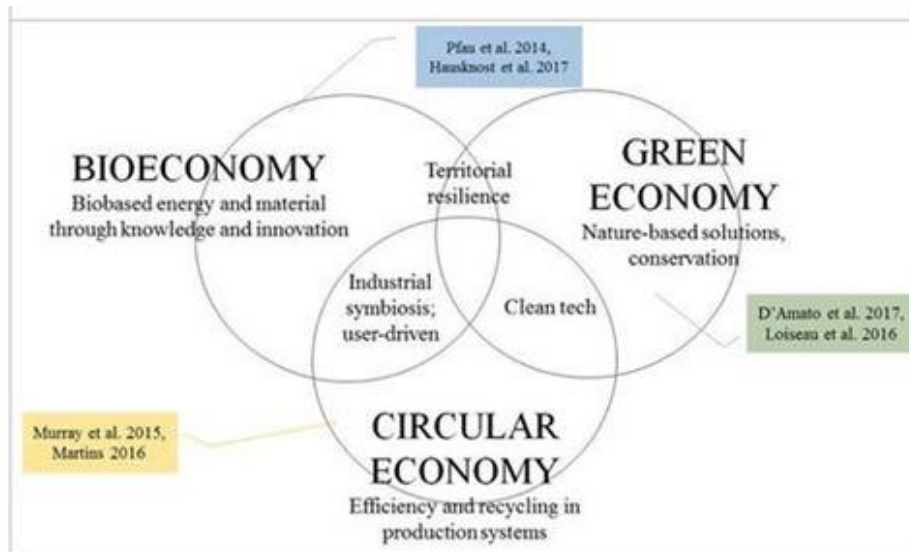 Pfau et al. 2014,
Hausknost et al. 2017
BIOECONOMY
Biobased energy and material
through knowledge and innovation
Territorial
resilience
GREEN
ECONOMY
Nature-based solutions,
conservation
Industrial
symbiosis;
user-driven
Clean tech
D'Amato et al. 2017,
Loiseau et al. 2016
Murray et al. 2015,
Martins 2016
CIRCULAR
ECONOMY
Efficiency and recycling in
production systems